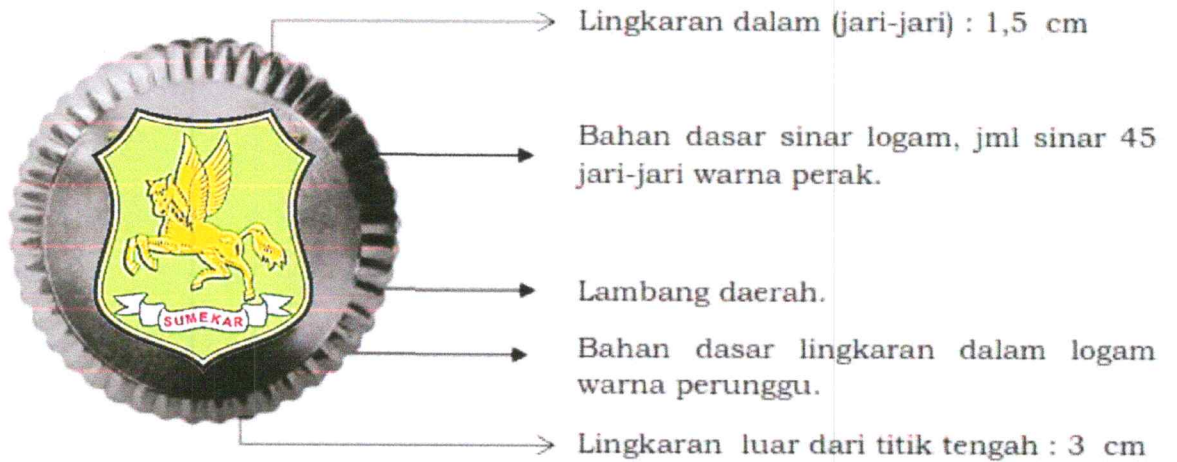 Lingkaran dalam (jari-jari) : 1,5 cm
Bahan dasar sinar logam, jml sinar 45
jari-jari warna perak.
Lambang daerah.
SUMEKAR
Bahan dasar lingkaran dalam logam
warna perunggu.
Lingkaran luar dari titik tengah : 3 cm